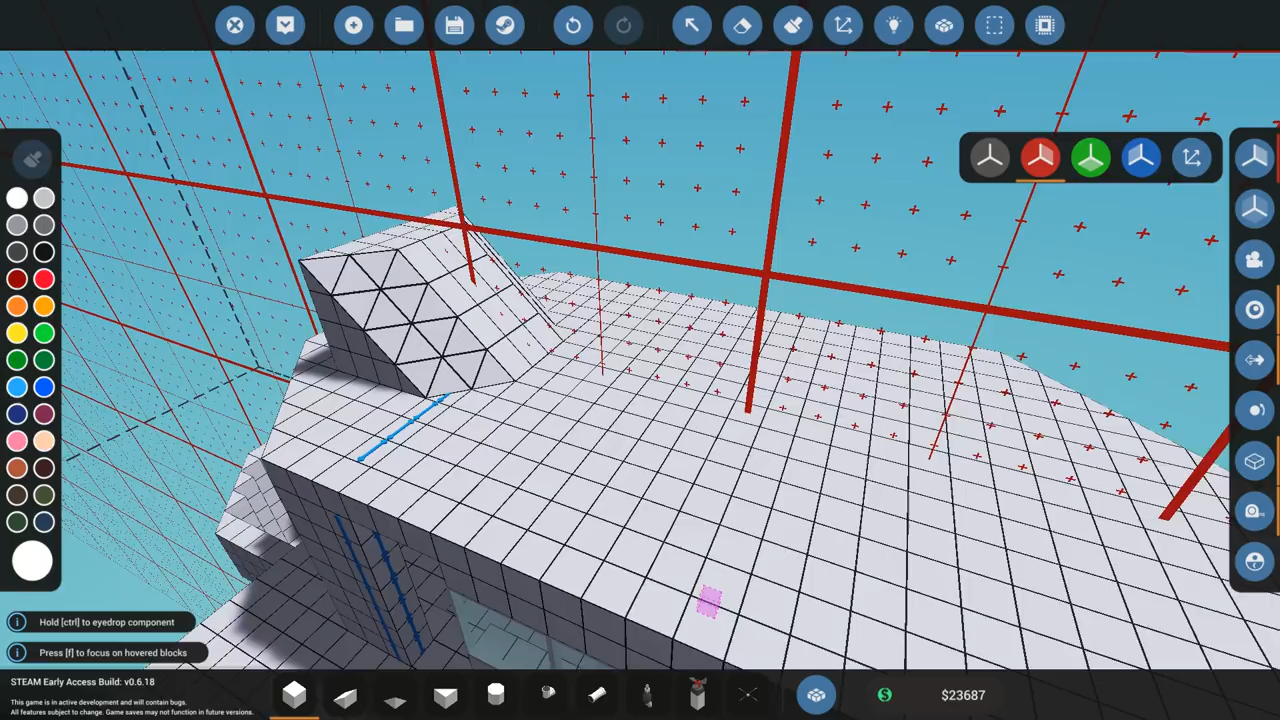 Hold [ctrl] to eyedrop component
Press [f] to focus on hovered blocks
STEAM Early Access Build: v0.6.18
This game is in active development and will contain bugs.
All features subject to change. Game saves may not function in future versions.
$23687